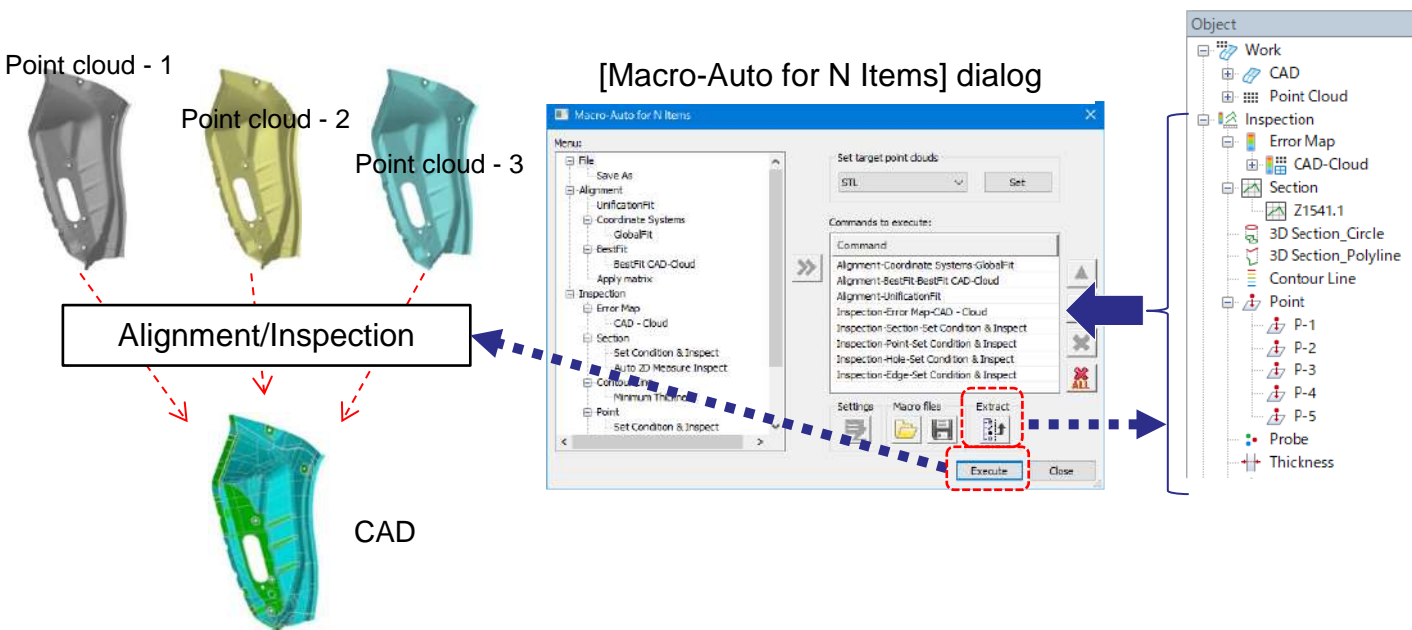 Point cloud - 1
Point cloud - 2
Point cloud - 3
Alignment/Inspection
CAD
[Macro-Auto for N Items] dialog
Macro-Auto for N Items
Menu:
File
Save As
Alignment
UnificationFit
Coordinate Systems
GlobalFit
BestFit
BestFit CAD-Cloud
Apply matrix
Inspection
Error Map
CAD - Cloud
Section
Set Condition & Inspect
Auto 2D Measure Inspect
Minimum
Point
Set Condition & Inspect
Set target point clouds
STL
Set
Commands to execute:
Command
Alignment-Coordinate Systems-GlobalFit
Alignment-BestFit-BestFit CAD-Cloud
Alignment-UnificationFit
Inspection-Error Map-CAD - Cloud
Inspection-Section-Set Condition & Inspect
Inspection-Point-Set Condition & Inspect
Inspection-Hole-Set Condition & Inspect
Inspection-Edge-Set Condition & Inspect
ALL
Settings
Macro files
Extract
Execute
Close
Object
Work
CAD
Point Cloud
Inspection
Error Map
CAD-Cloud
Section
Z1541.1
3D Section_Circle
3D Section_Polyline
Contour Line
Point
P-1
P-2
P-3
P-4
P-5
Probe
Thickness